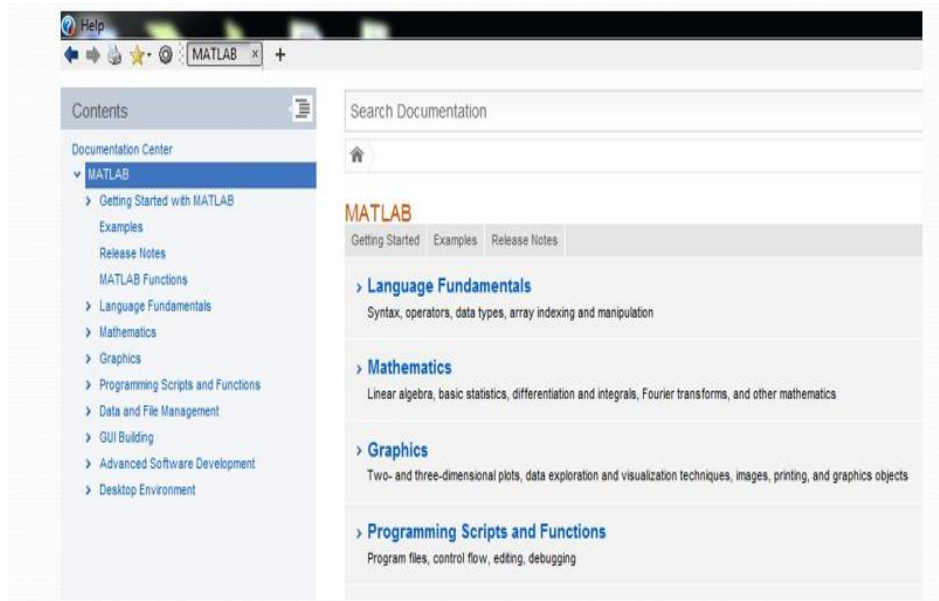 Help
MATLAB
Contents
Documentation Center
MATLAB
Getting Started with MATLAB
Examples
Release Notes
MATLAB Functions
Language Fundamentals
Mathematics
Graphics
Programming Scripts and Functions
Data and File Management
GUI Building
Advanced Software Development
Desktop Environment
Search Documentation
MATLAB
Getting Started Examples Release Notes
Language Fundamentals
Syntax, operators, data types, array indexing and manipulation
Mathematics
Linear algebra, basic statistics, differentiation and integrals, Fourier transforms, and other mathematics
Graphics
Two- and three-dimensional plots, data exploration and visualization techniques, images, printing, and graphics objects
Programming Scripts and Functions
Program files, control flow, editing, debugging